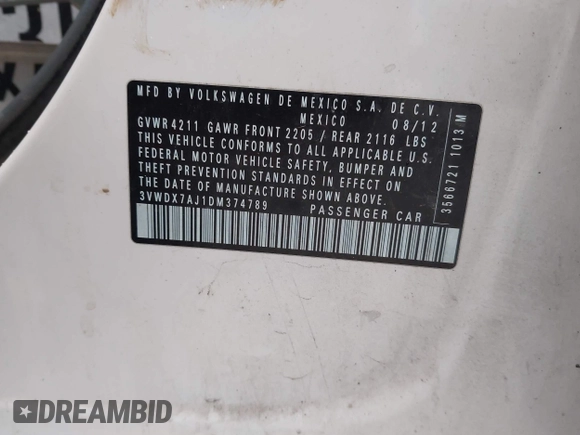 MFD BY VOLKSWAGEN DE MEXICO S.A. DE C.V.
MEXICO 08/12
GVWR 4211 GAWR FRONT 2205 / REAR 2116 LBS
THIS VEHICLE CONFORMS TO ALL APPLICABLE U.S.
FEDERAL MOTOR VEHICLE SAFETY, BUMPER AND
THEFT PREVENTION STANDARDS IN EFFECT ON
THE DATE OF MANUFACTURE SHOWN ABOVE.
3VWDX7AJ1DM374789 PASSENGER CAR
35667211013M
DREAMBID